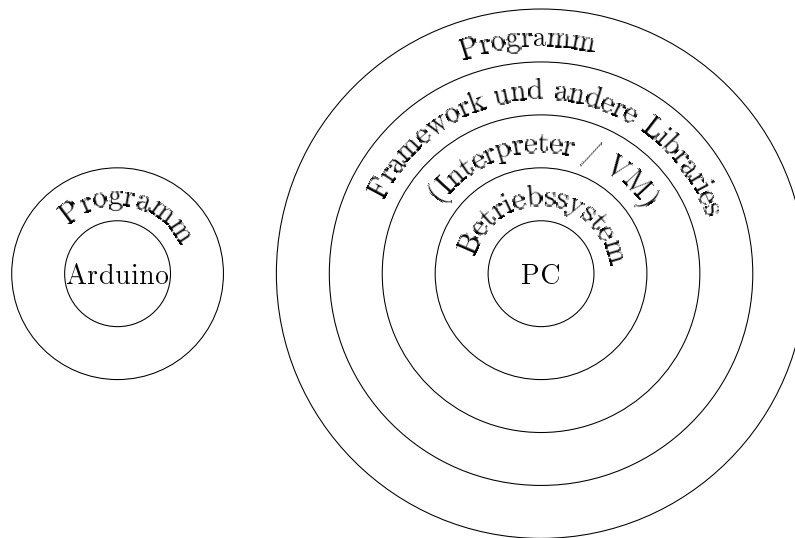 Programm
Arduino
Programm
Framework und andere Libraries
(Interpreter / VM)
Betriebssystem
PC